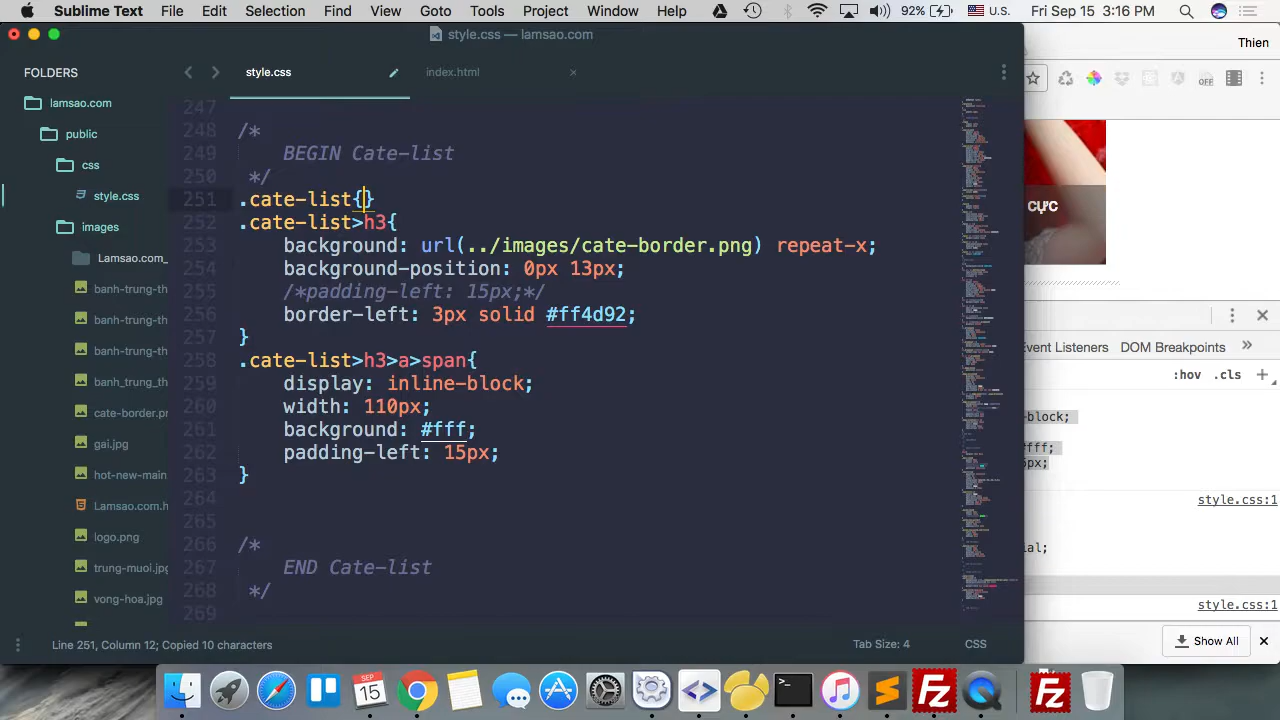 Sublime Text File Edit Selection Find View Goto Tools Project Window Help 92% U.S. Fri Sep 15 3:16 PM
style.css — lamsao.com
Thien
FOLDERS
style.css
index.html
lamsao.com
public
css
style.css
images
Lamsao.com_
banh-trung-th
banh-trung-th
banh-trung-th
banh_trung_th
cate-border.pn
gai.jpg
hot-new-main
Lamsao.com.h
logo.png
trung-muoi.jpg
vong-hoa.jpg
247
248 /*
249 BEGIN Cate-list
250 */
251 .cate-list{}
252 .cate-list>h3{
253 background: url(../images/cate-border.png) repeat-x;
254 background-position: 0px 13px;
255 /*padding-left: 15px;*/
256 border-left: 3px solid #ff4d92;
257 }
258 .cate-list>h3>a>span{
259 display: inline-block;
260 width: 110px;
261 background: #fff;
262 padding-left: 15px;
263 }
264
265
266 /*
267 END Cate-list
268 */
269
OFF
CỰC
Event Listeners DOM Breakpoints »
:hov .cls +
-block;
#fff;
5px;
style.css:1
ial;
style.css:1
Show All
Line 251, Column 12; Copied 10 characters
Tab Size: 4
CSS
SEP
15